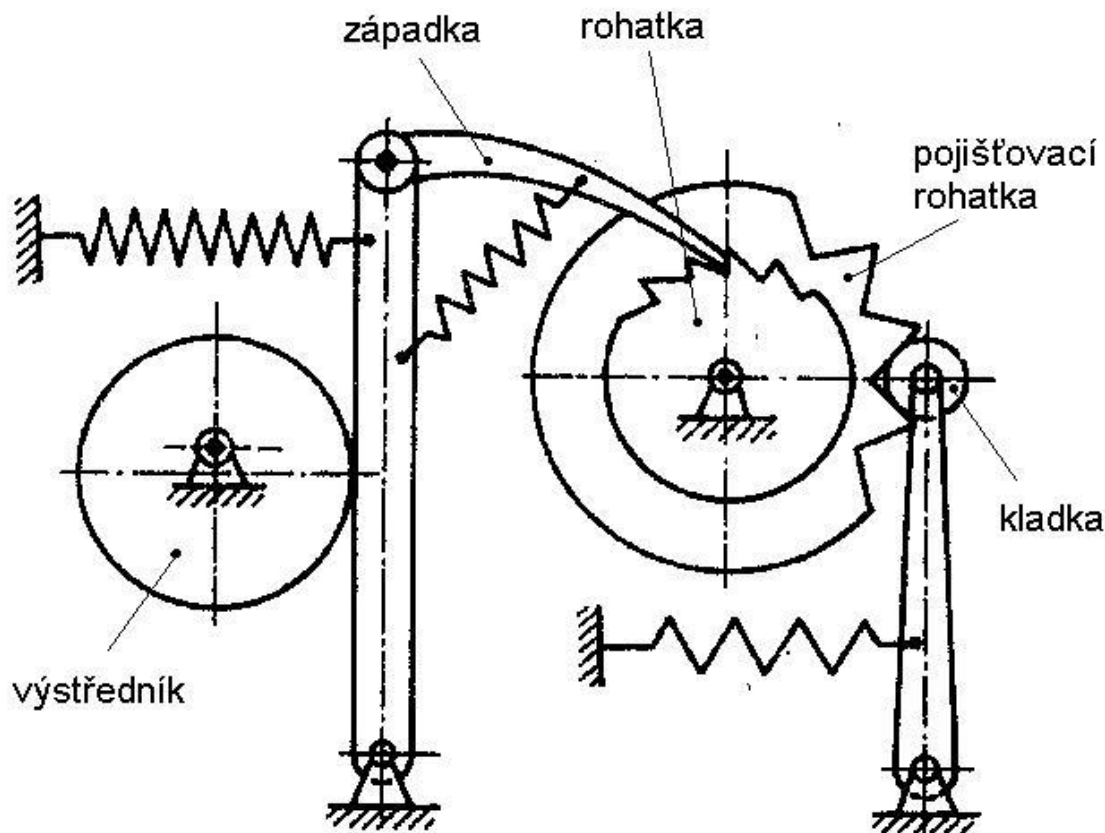 západka
rohatka
pojišťovací
rohatka
kladka
výstředník